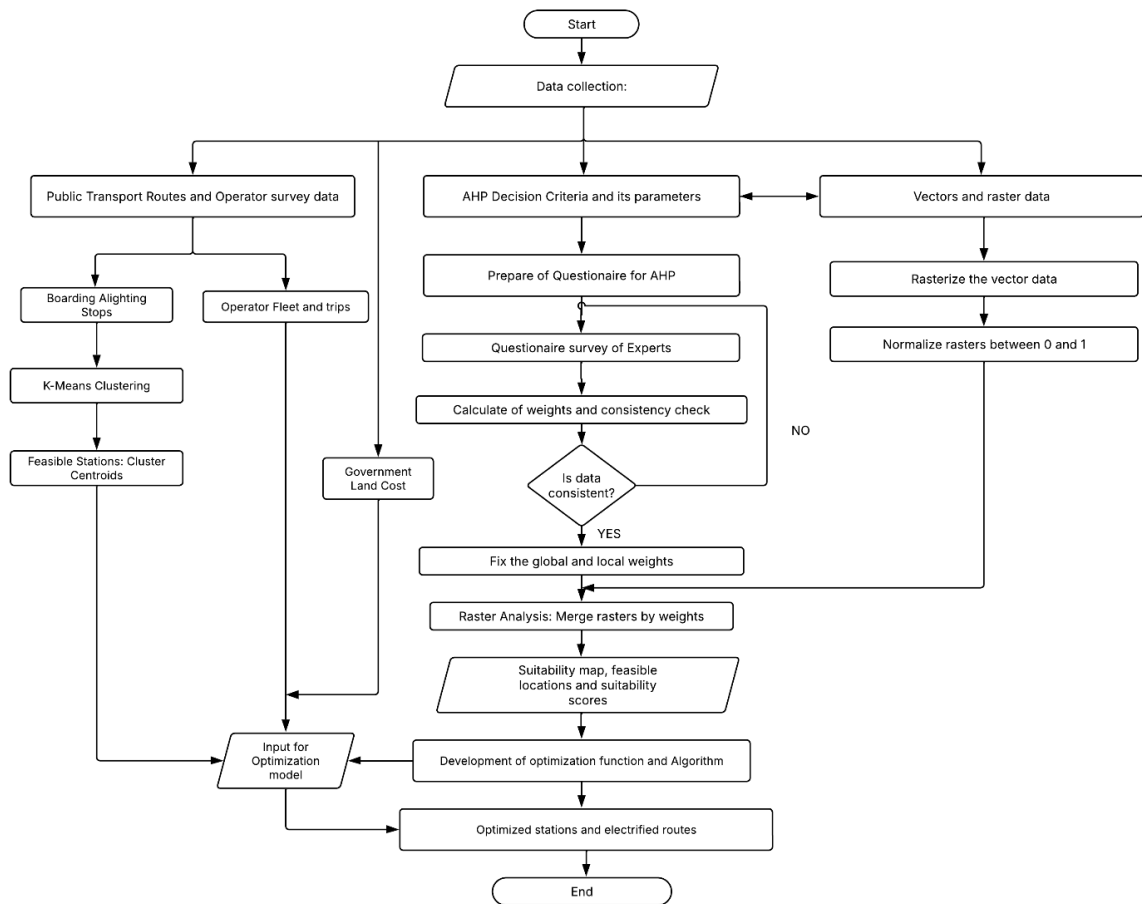 Start
Data collection:
Public Transport Routes and Operator survey data
AHP Decision Criteria and its parameters
Vectors and raster data
Prepare of Questionaire for AHP
Rasterize the vector data
Boarding Alighting
Stops
Operator Fleet and trips
Questionaire survey of Experts
Normalize rasters between 0 and 1
K-Means Clustering
Calculate of weights and consistency check
NO
Feasible Stations: Cluster
Centroids
Government
Land Cost
Is data
consistent?
YES
Fix the global and local weights
Raster Analysis: Merge rasters by weights
Suitability map, feasible
locations and suitability
scores
Input for
Optimization
model
Development of optimization function and Algorithm
Optimized stations and electrified routes
End